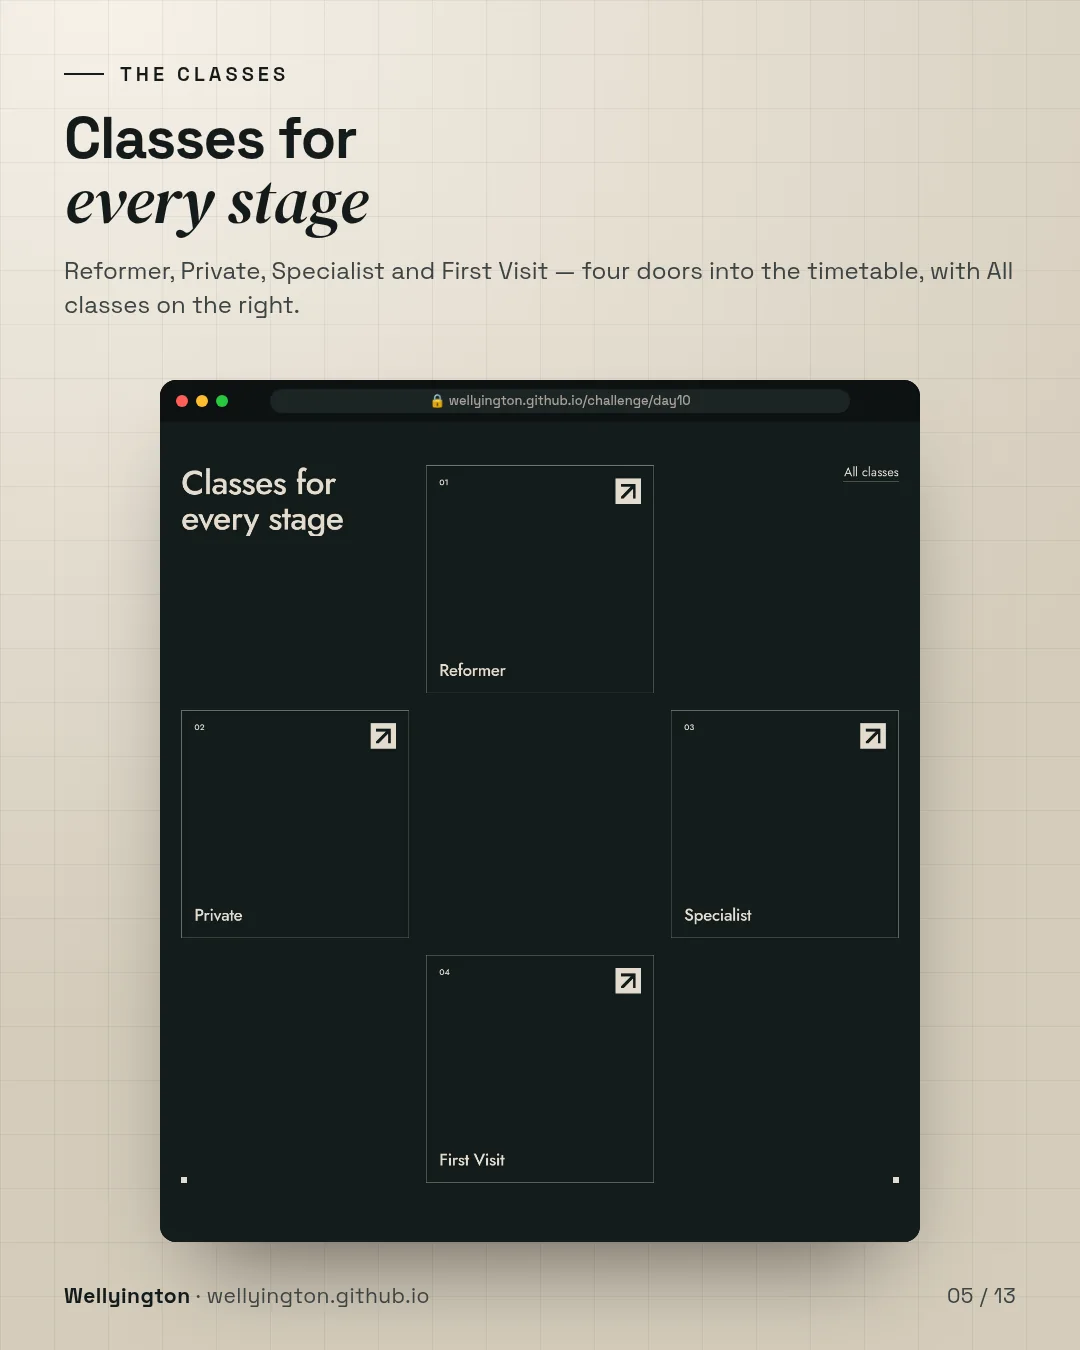 THE CLASSES
Classes for
every stage
Reformer, Private, Specialist and First Visit — four doors into the timetable, with All
classes on the right.
wellyington.github.io/challenge/day10
Classes for
every stage
01
All classes
Reformer
02
03
Private
Specialist
04
First Visit
Wellyington · wellyington.github.io
05 / 13